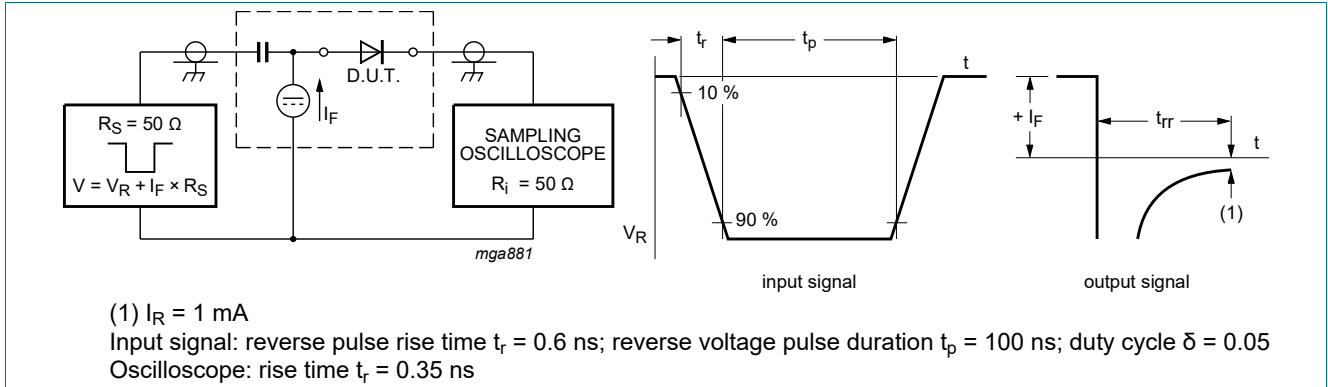 D.U.T.
I_F
R_S = 50 Ω
V = V_R + I_F × R_S
SAMPLING
OSCILLOSCOPE
R_i = 50 Ω
mga881
t_r
t_p
t
10 %
90 %
V_R
input signal
+ I_F
t_rr
t
(1)
output signal
(1) I_R = 1 mA
Input signal: reverse pulse rise time t_r = 0.6 ns; reverse voltage pulse duration t_p = 100 ns; duty cycle δ = 0.05
Oscilloscope: rise time t_r = 0.35 ns